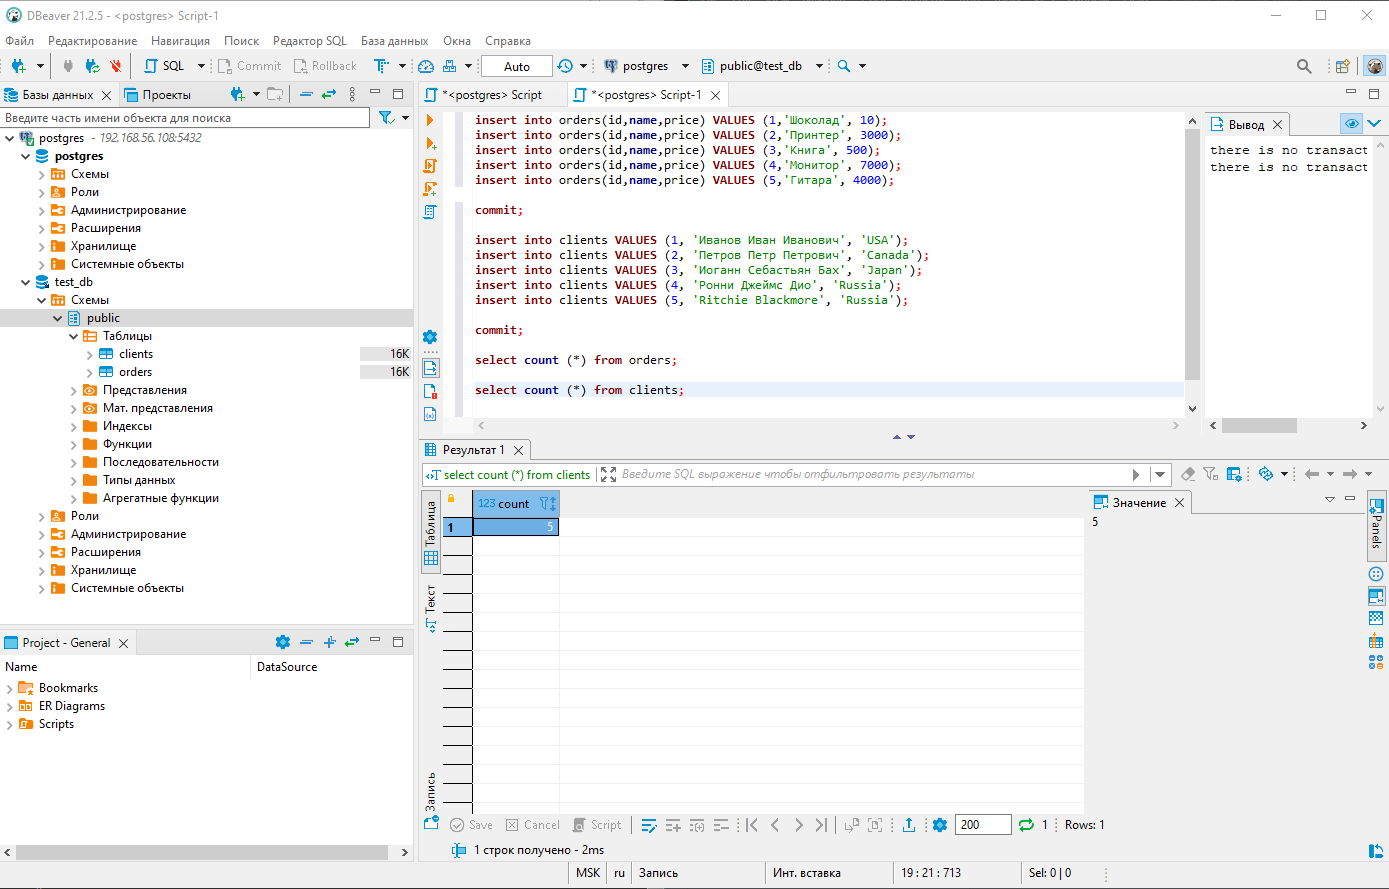 DBeaver 21.2.5 - <postgres> Script-1
Файл Редактирование Навигация Поиск Редактор SQL База данных Окна Справка
SQL Commit Rollback Auto postgres public@test_db
Базы данных Проекты
Введите часть имени объекта для поиска
postgres - 192.168.56.108:5432
postgres
Схемы
Роли
Администрирование
Расширения
Хранилище
Системные объекты
test_db
Схемы
public
Таблицы
clients 16K
orders 16K
Представления
Мат. представления
Индексы
Функции
Последовательности
Типы данных
Агрегатные функции
Роли
Администрирование
Расширения
Хранилище
Системные объекты
Project - General
Name DataSource
Bookmarks
ER Diagrams
Scripts
*<postgres> Script *<postgres> Script-1
insert into orders(id,name,price) VALUES (1,'Шоколад', 10);
insert into orders(id,name,price) VALUES (2,'Принтер', 3000);
insert into orders(id,name,price) VALUES (3,'Книга', 500);
insert into orders(id,name,price) VALUES (4,'Монитор', 7000);
insert into orders(id,name,price) VALUES (5,'Гитара', 4000);
commit;
insert into clients VALUES (1, 'Иванов Иван Иванович', 'USA');
insert into clients VALUES (2, 'Петров Петр Петрович', 'Canada');
insert into clients VALUES (3, 'Иоганн Себастьян Бах', 'Japan');
insert into clients VALUES (4, 'Ронни Джеймс Дио', 'Russia');
insert into clients VALUES (5, 'Ritchie Blackmore', 'Russia');
commit;
select count (*) from orders;
select count (*) from clients;
Вывод
there is no transact
there is no transact
Результат 1
select count (*) from clients Введите SQL выражение чтобы отфильтровать результаты
Таблица
Текст
Запись
123 count
1 5
Значение
5
Panels
Save Cancel Script 200 1 Rows: 1
1 строк получено - 2ms
MSK ru Запись Инт. вставка 19 : 21 : 713 Sel: 0 | 0